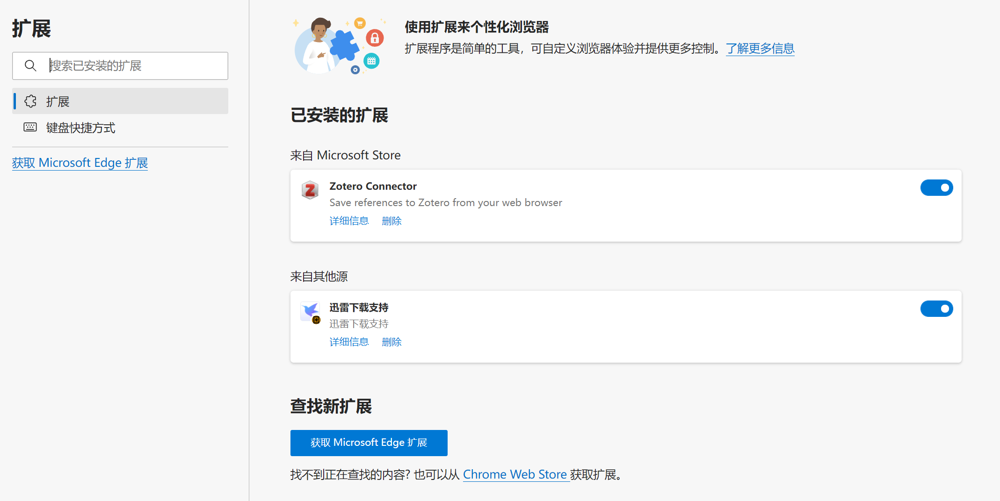 扩展
搜索已安装的扩展
扩展
键盘快捷方式
获取 Microsoft Edge 扩展
使用扩展来个性化浏览器
扩展程序是简单的工具，可自定义浏览器体验并提供更多控制。了解更多信息
已安装的扩展
来自 Microsoft Store
Z
Zotero Connector
Save references to Zotero from your web browser
详细信息 删除
来自其他源
迅雷下载支持
迅雷下载支持
详细信息 删除
查找新扩展
获取 Microsoft Edge 扩展
找不到正在查找的内容? 也可以从 Chrome Web Store 获取扩展。